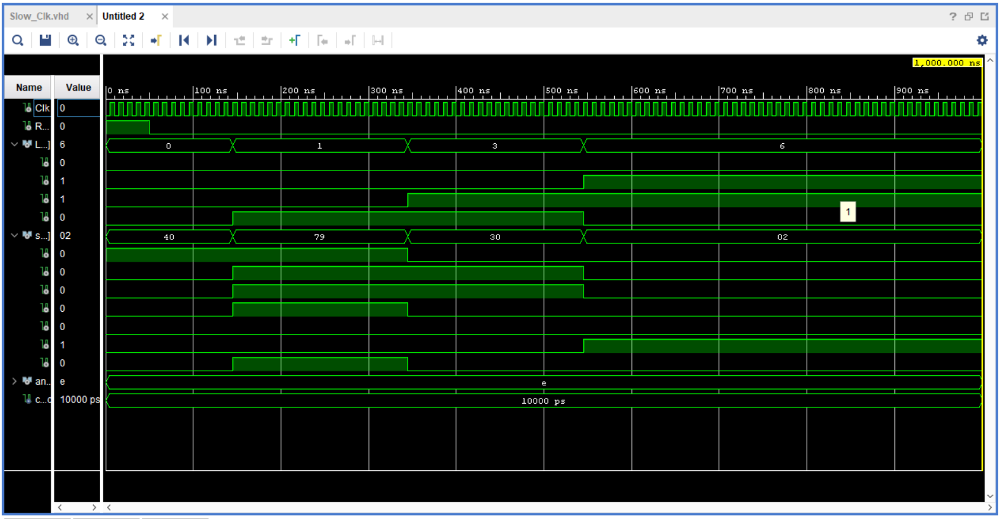 Slow_Clk.vhd × Untitled 2 ×
1,000.000 ns
Name Value
0 ns 100 ns 200 ns 300 ns 400 ns 500 ns 600 ns 700 ns 800 ns 900 ns
Clk 0
R... 0
L...] 6 0 1 3 6
0
1
1
0
1
s...] 02 40 79 30 02
0
0
0
0
0
1
0
an.. e e
c...d 10000 ps 10000 ps